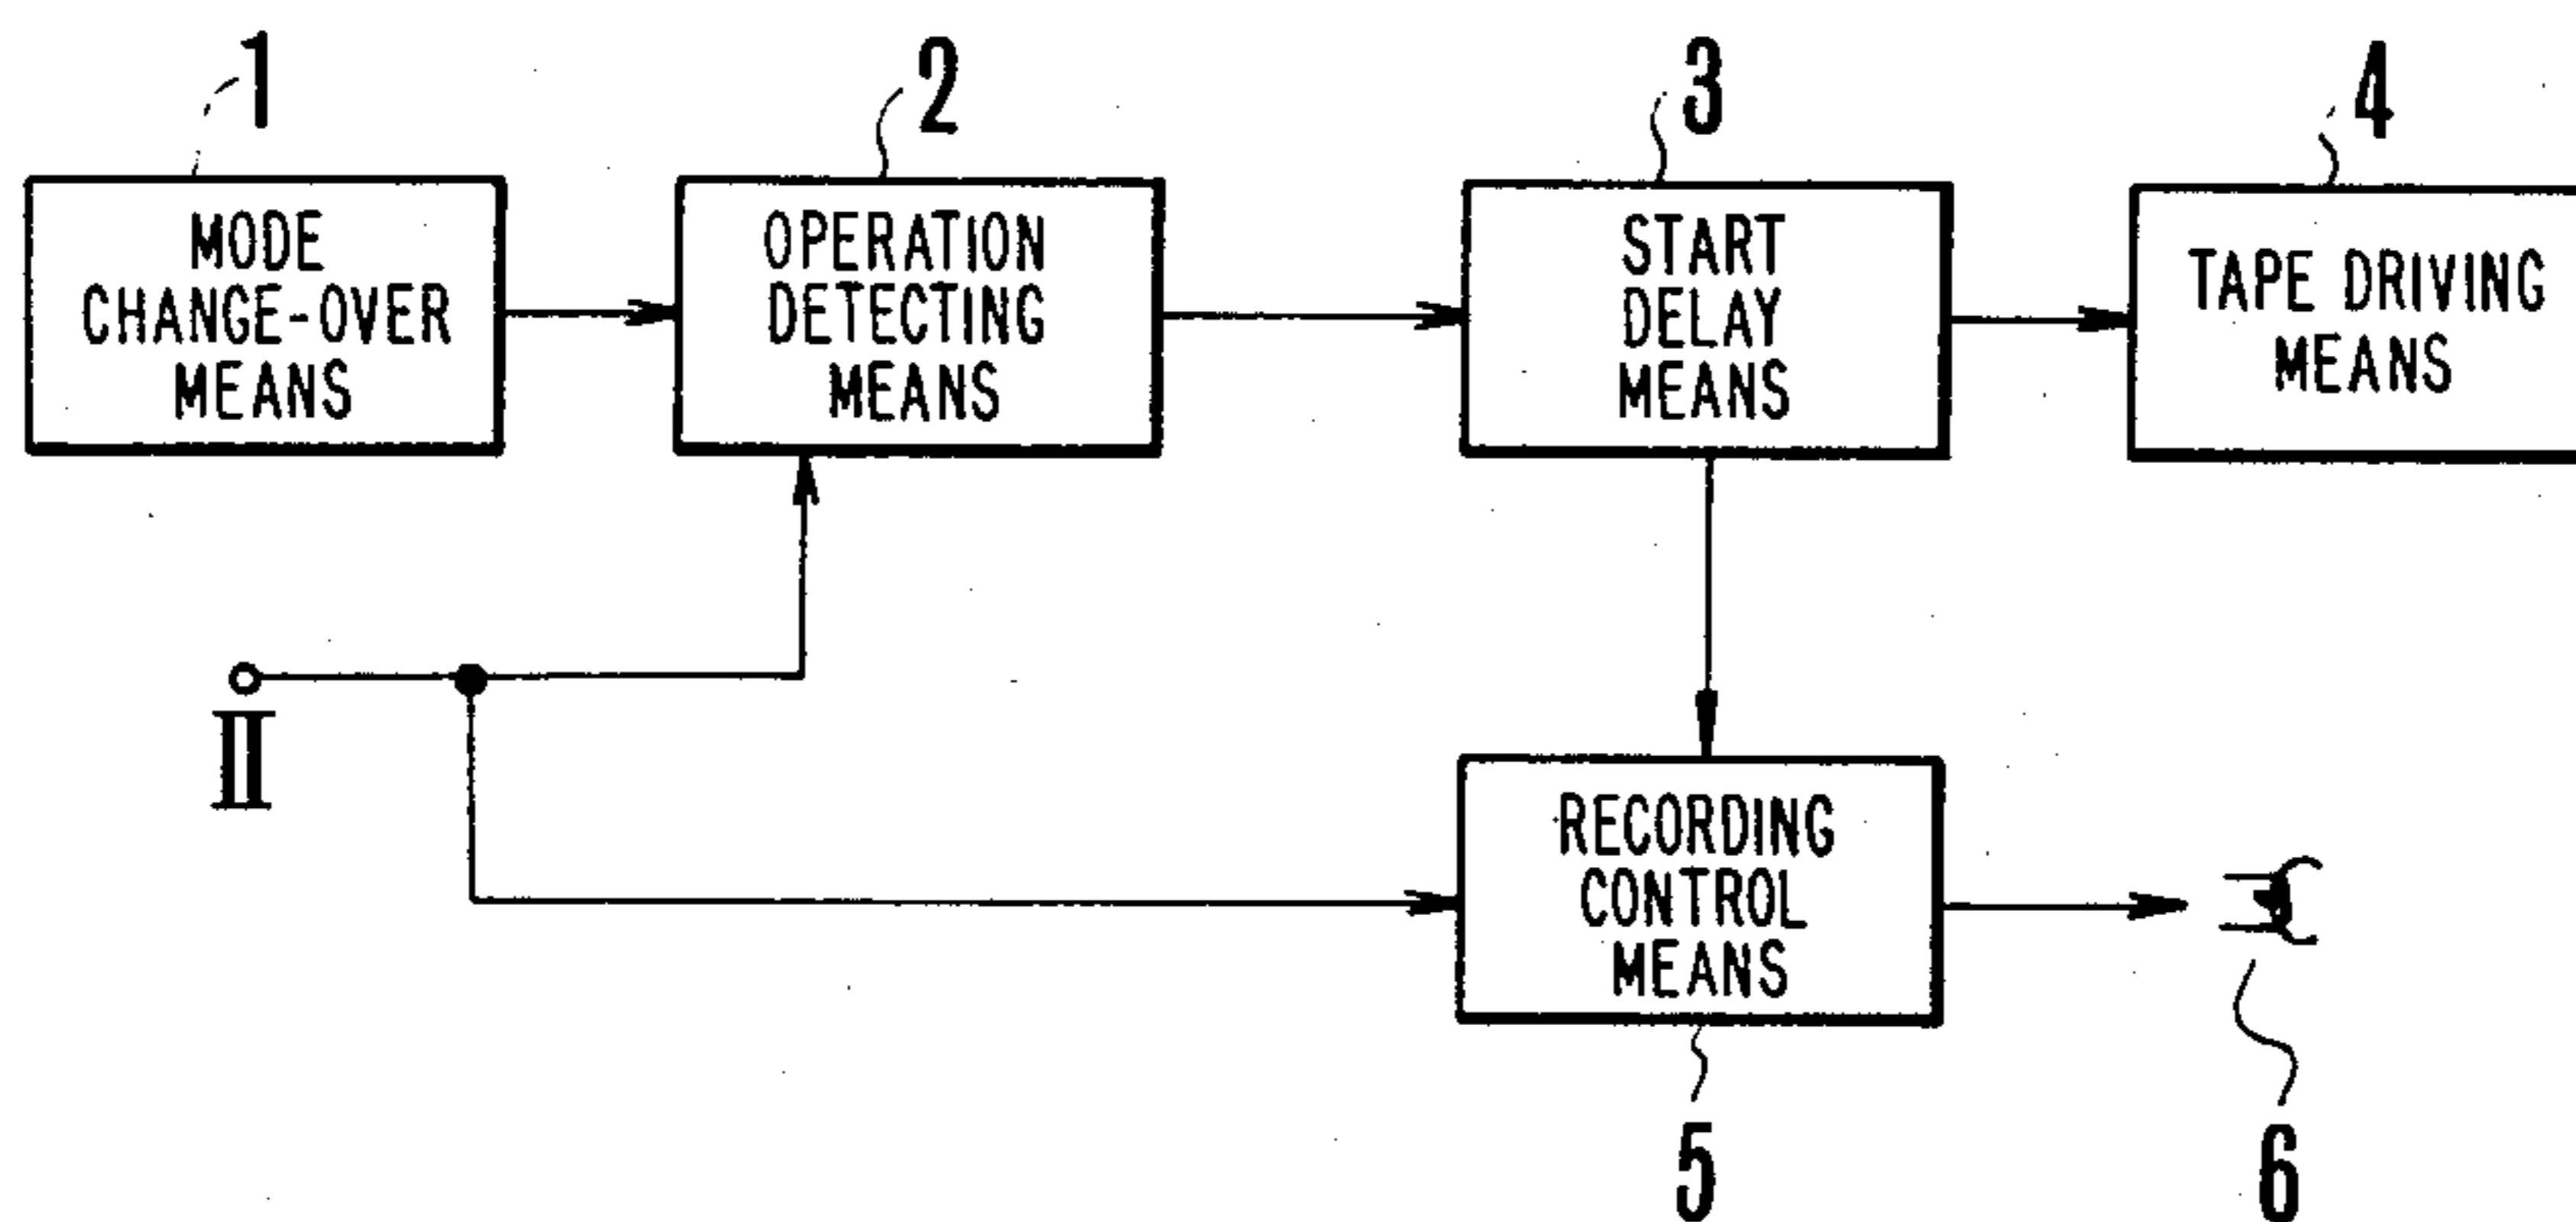 1
2
3
4
MODE
CHANGE-OVER
MEANS
OPERATION
DETECTING
MEANS
START
DELAY
MEANS
TAPE DRIVING
MEANS
II
RECORDING
CONTROL
MEANS
5
6